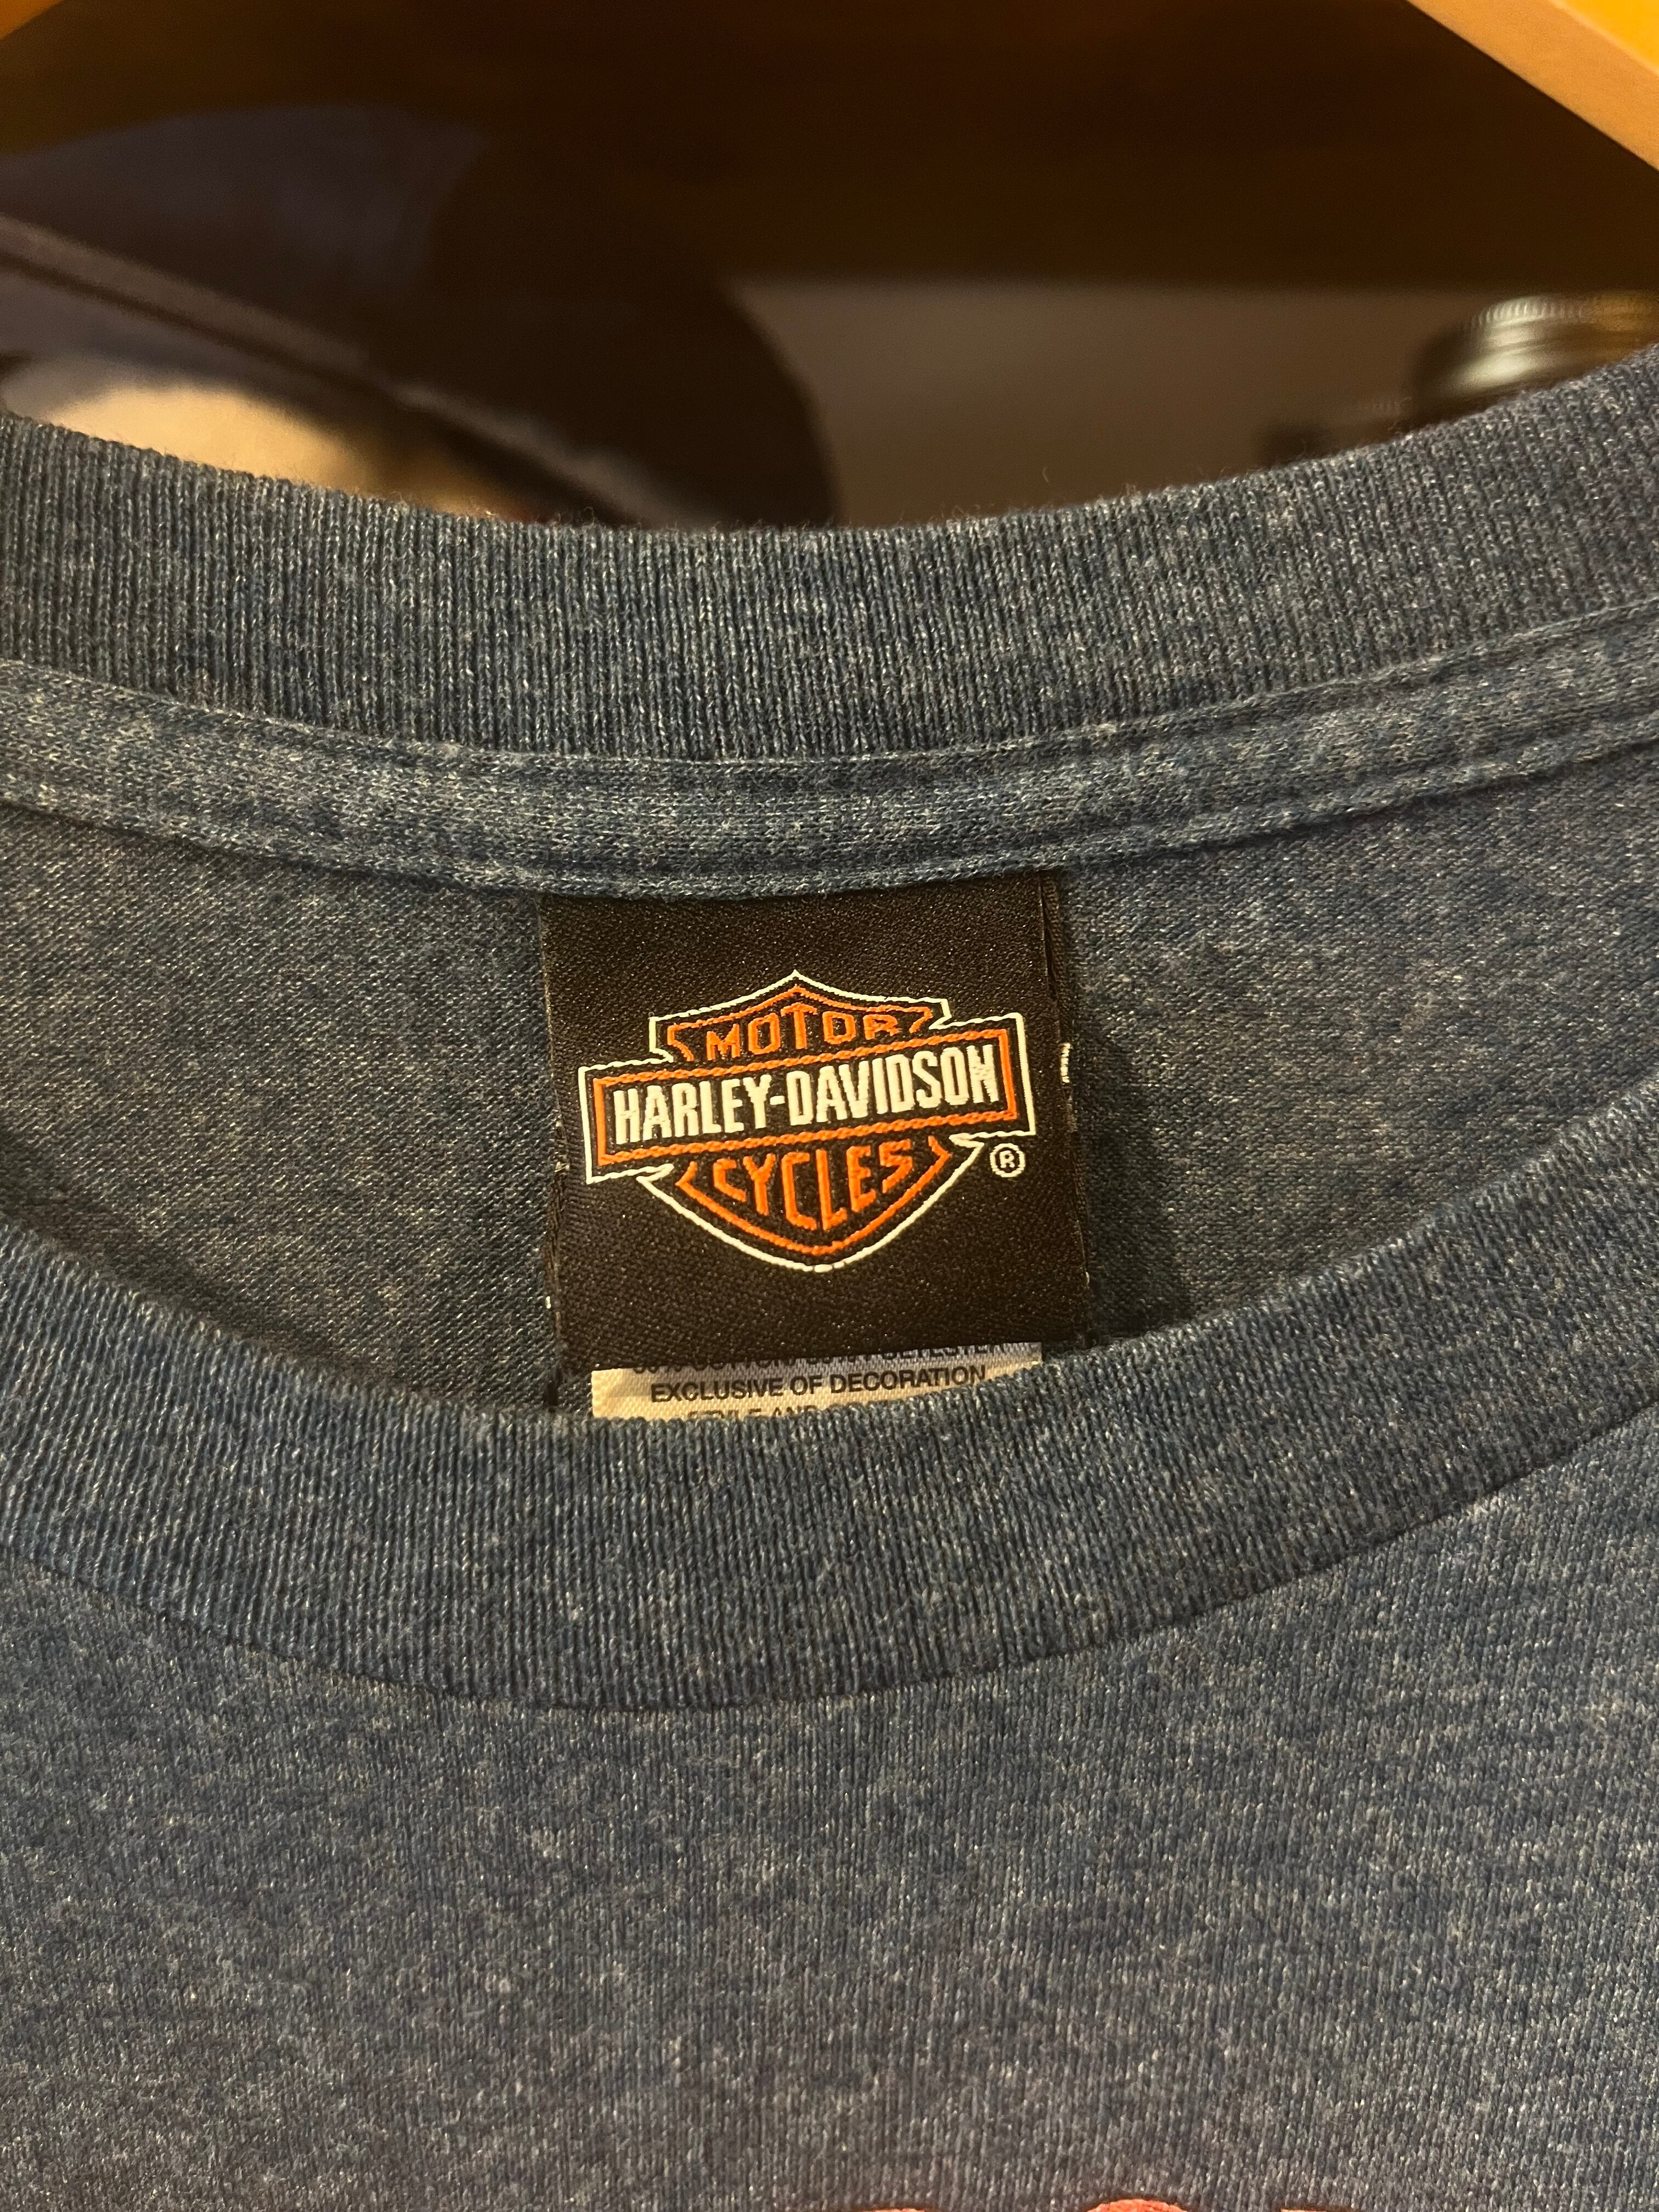 MOTOR
HARLEY-DAVIDSON
CYCLES
®
EXCLUSIVE OF DECORATION